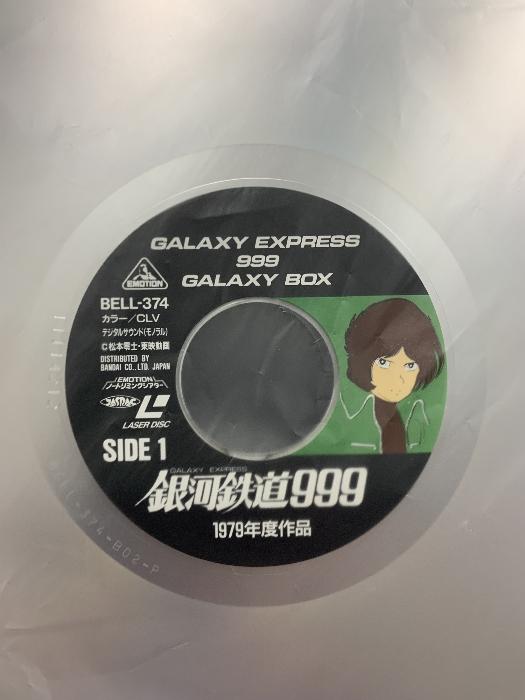 GALAXY EXPRESS
999
GALAXY BOX
EMOTION
BELL-374
カラー/CLV
デジタルサウンド(モノラル)
©松本零士・東映動画
DISTRIBUTED BY
BANDAI CO., LTD. JAPAN
EMOTION
ノートリミングシアター
JASRAC
LASER DISC
SIDE 1
GALAXY EXPRESS
銀河鉄道999
1979年度作品